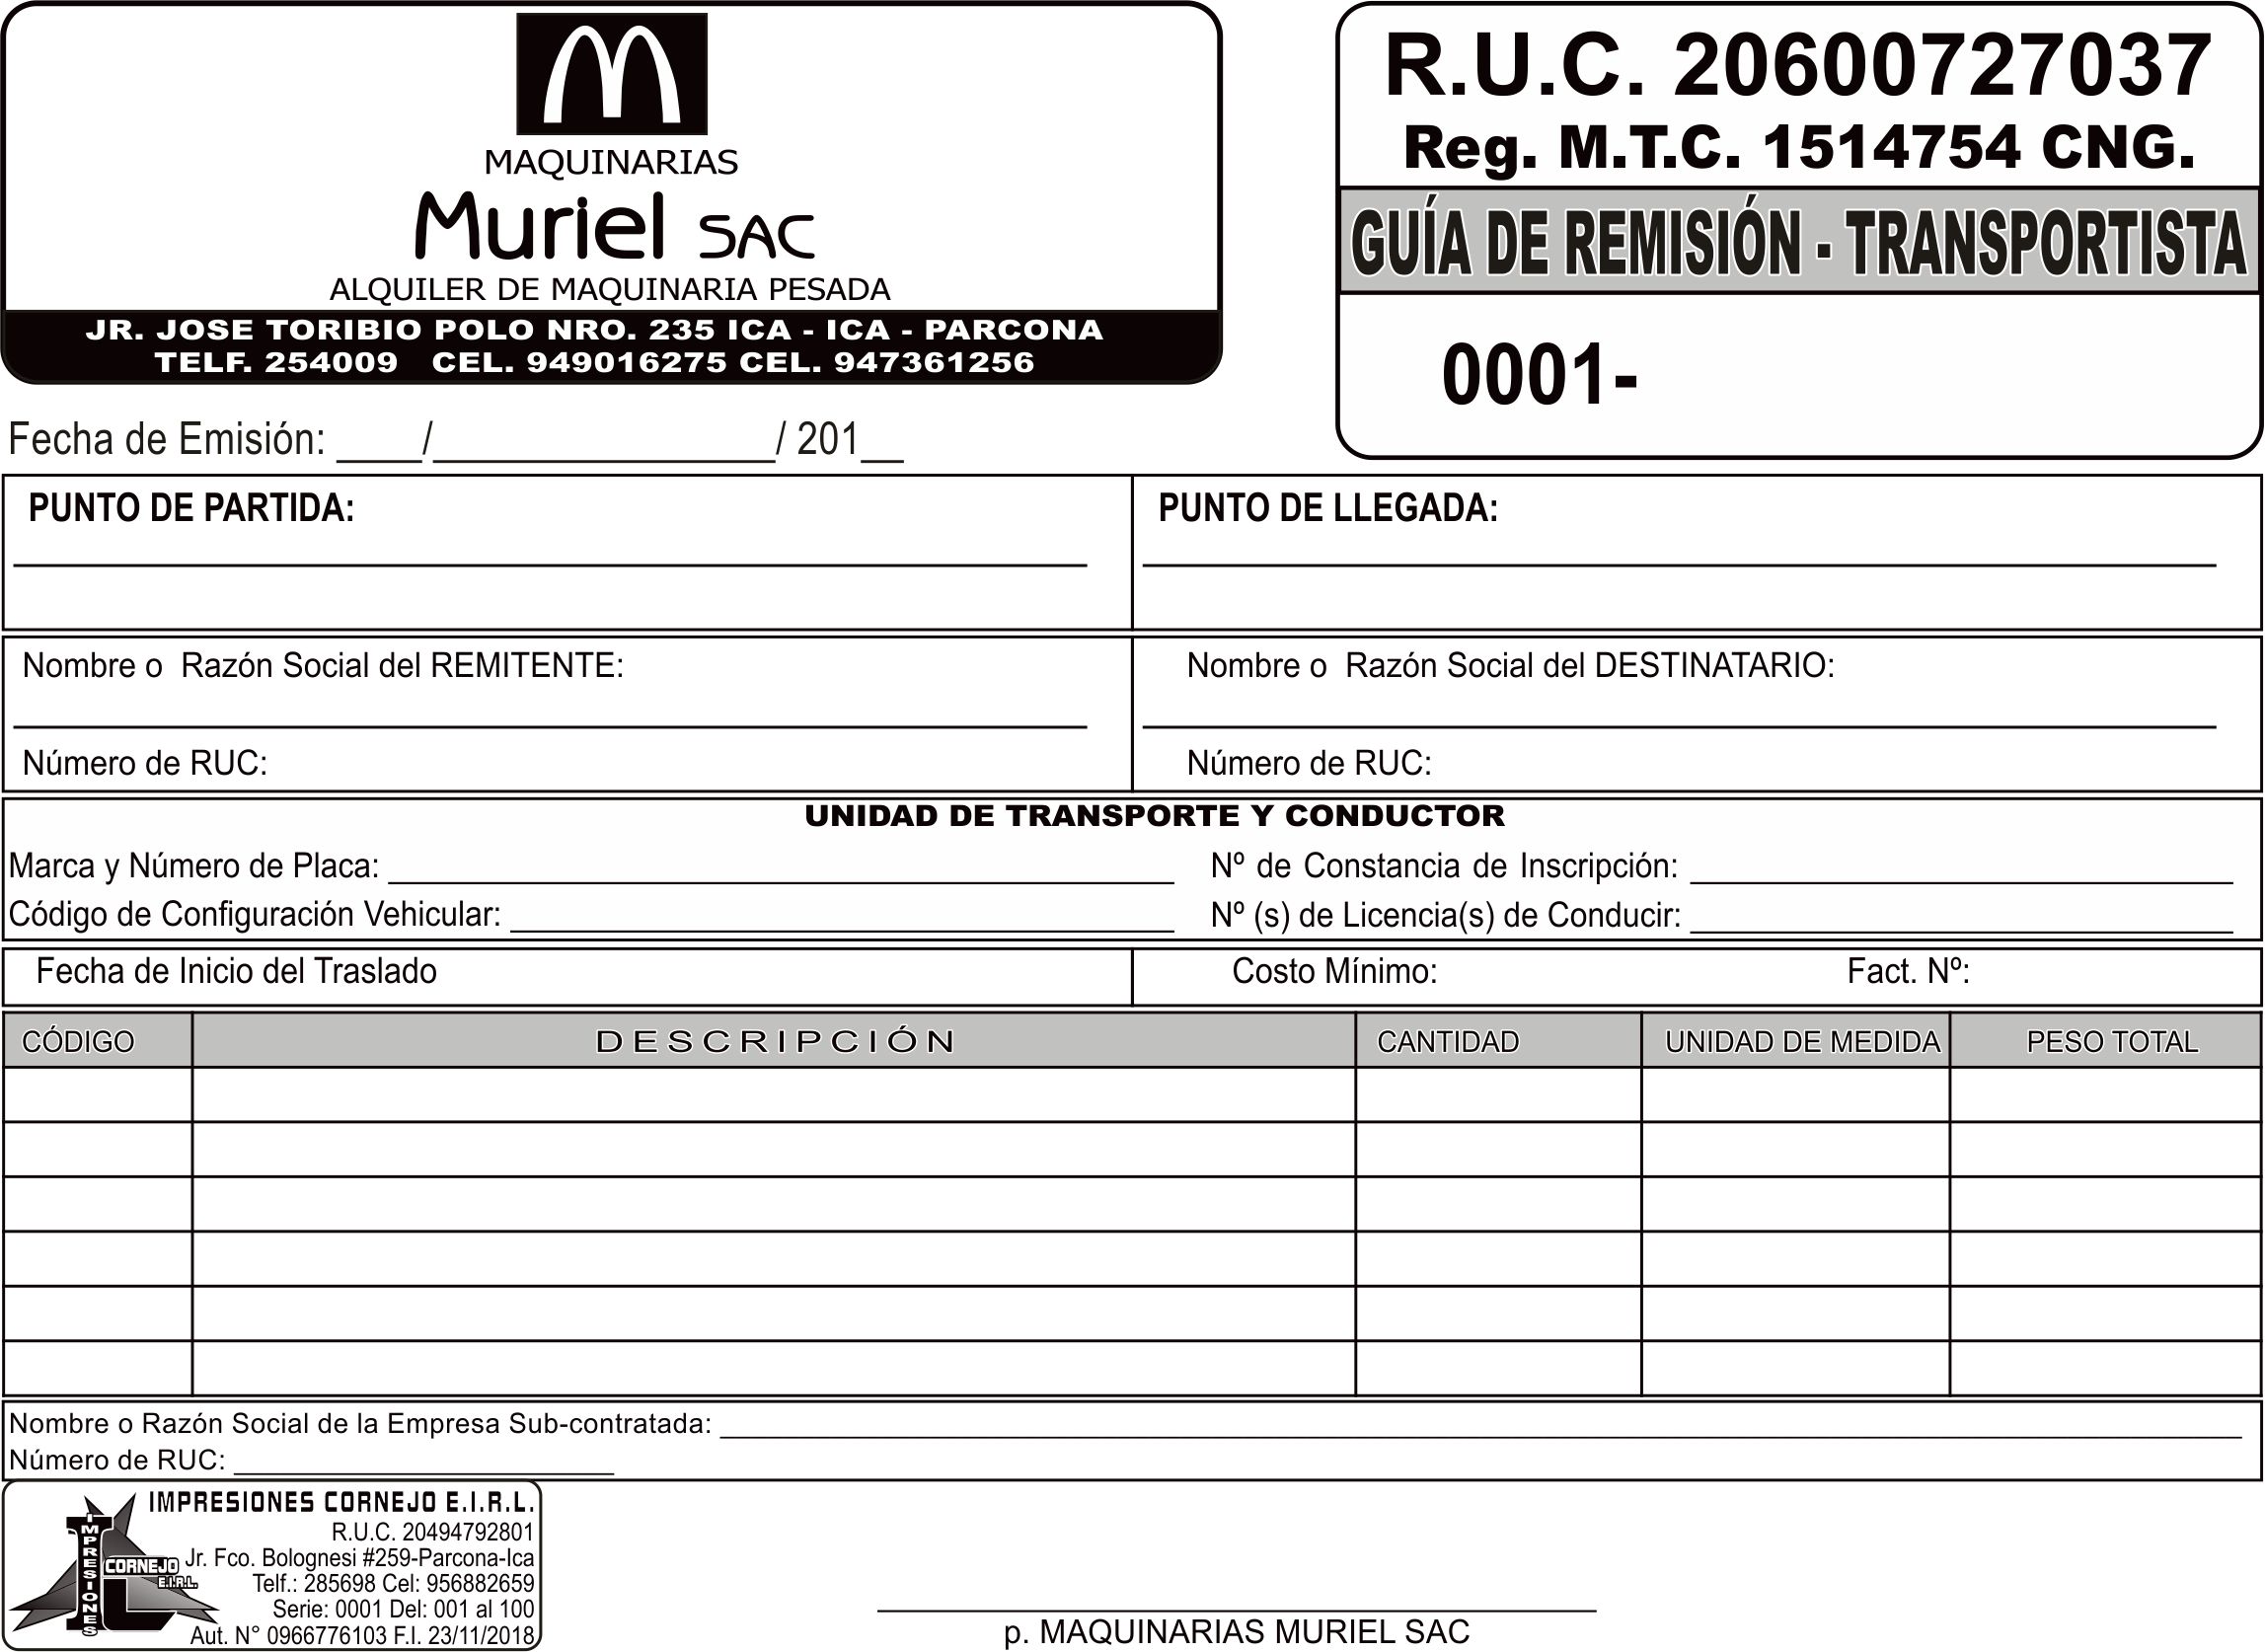 MAQUINARIAS
Muriel SAC
ALQUILER DE MAQUINARIA PESADA
JR. JOSE TORIBIO POLO NRO. 235 ICA - ICA - PARCONA
TELF. 254009 CEL. 949016275 CEL. 947361256
R.U.C. 20600727037
Reg. M.T.C. 1514754 CNG.
GUÍA DE REMISIÓN - TRANSPORTISTA
0001-
Fecha de Emisión: ____/________________/ 201__
PUNTO DE PARTIDA:
PUNTO DE LLEGADA:
Nombre o Razón Social del REMITENTE:
Número de RUC:
Nombre o Razón Social del DESTINATARIO:
Número de RUC:
UNIDAD DE TRANSPORTE Y CONDUCTOR
Marca y Número de Placa:
Nº de Constancia de Inscripción:
Código de Configuración Vehicular:
Nº (s) de Licencia(s) de Conducir:
Fecha de Inicio del Traslado
Costo Mínimo:
Fact. Nº:
CÓDIGO DESCRIPCIÓN CANTIDAD UNIDAD DE MEDIDA PESO TOTAL
Nombre o Razón Social de la Empresa Sub-contratada:
Número de RUC:
IMPRESIONES
CORNEJO
E.I.R.L.
IMPRESIONES CORNEJO E.I.R.L.
R.U.C. 20494792801
Jr. Fco. Bolognesi #259-Parcona-Ica
Telf.: 285698 Cel: 956882659
Serie: 0001 Del: 001 al 100
Aut. N° 0966776103 F.I. 23/11/2018
p. MAQUINARIAS MURIEL SAC